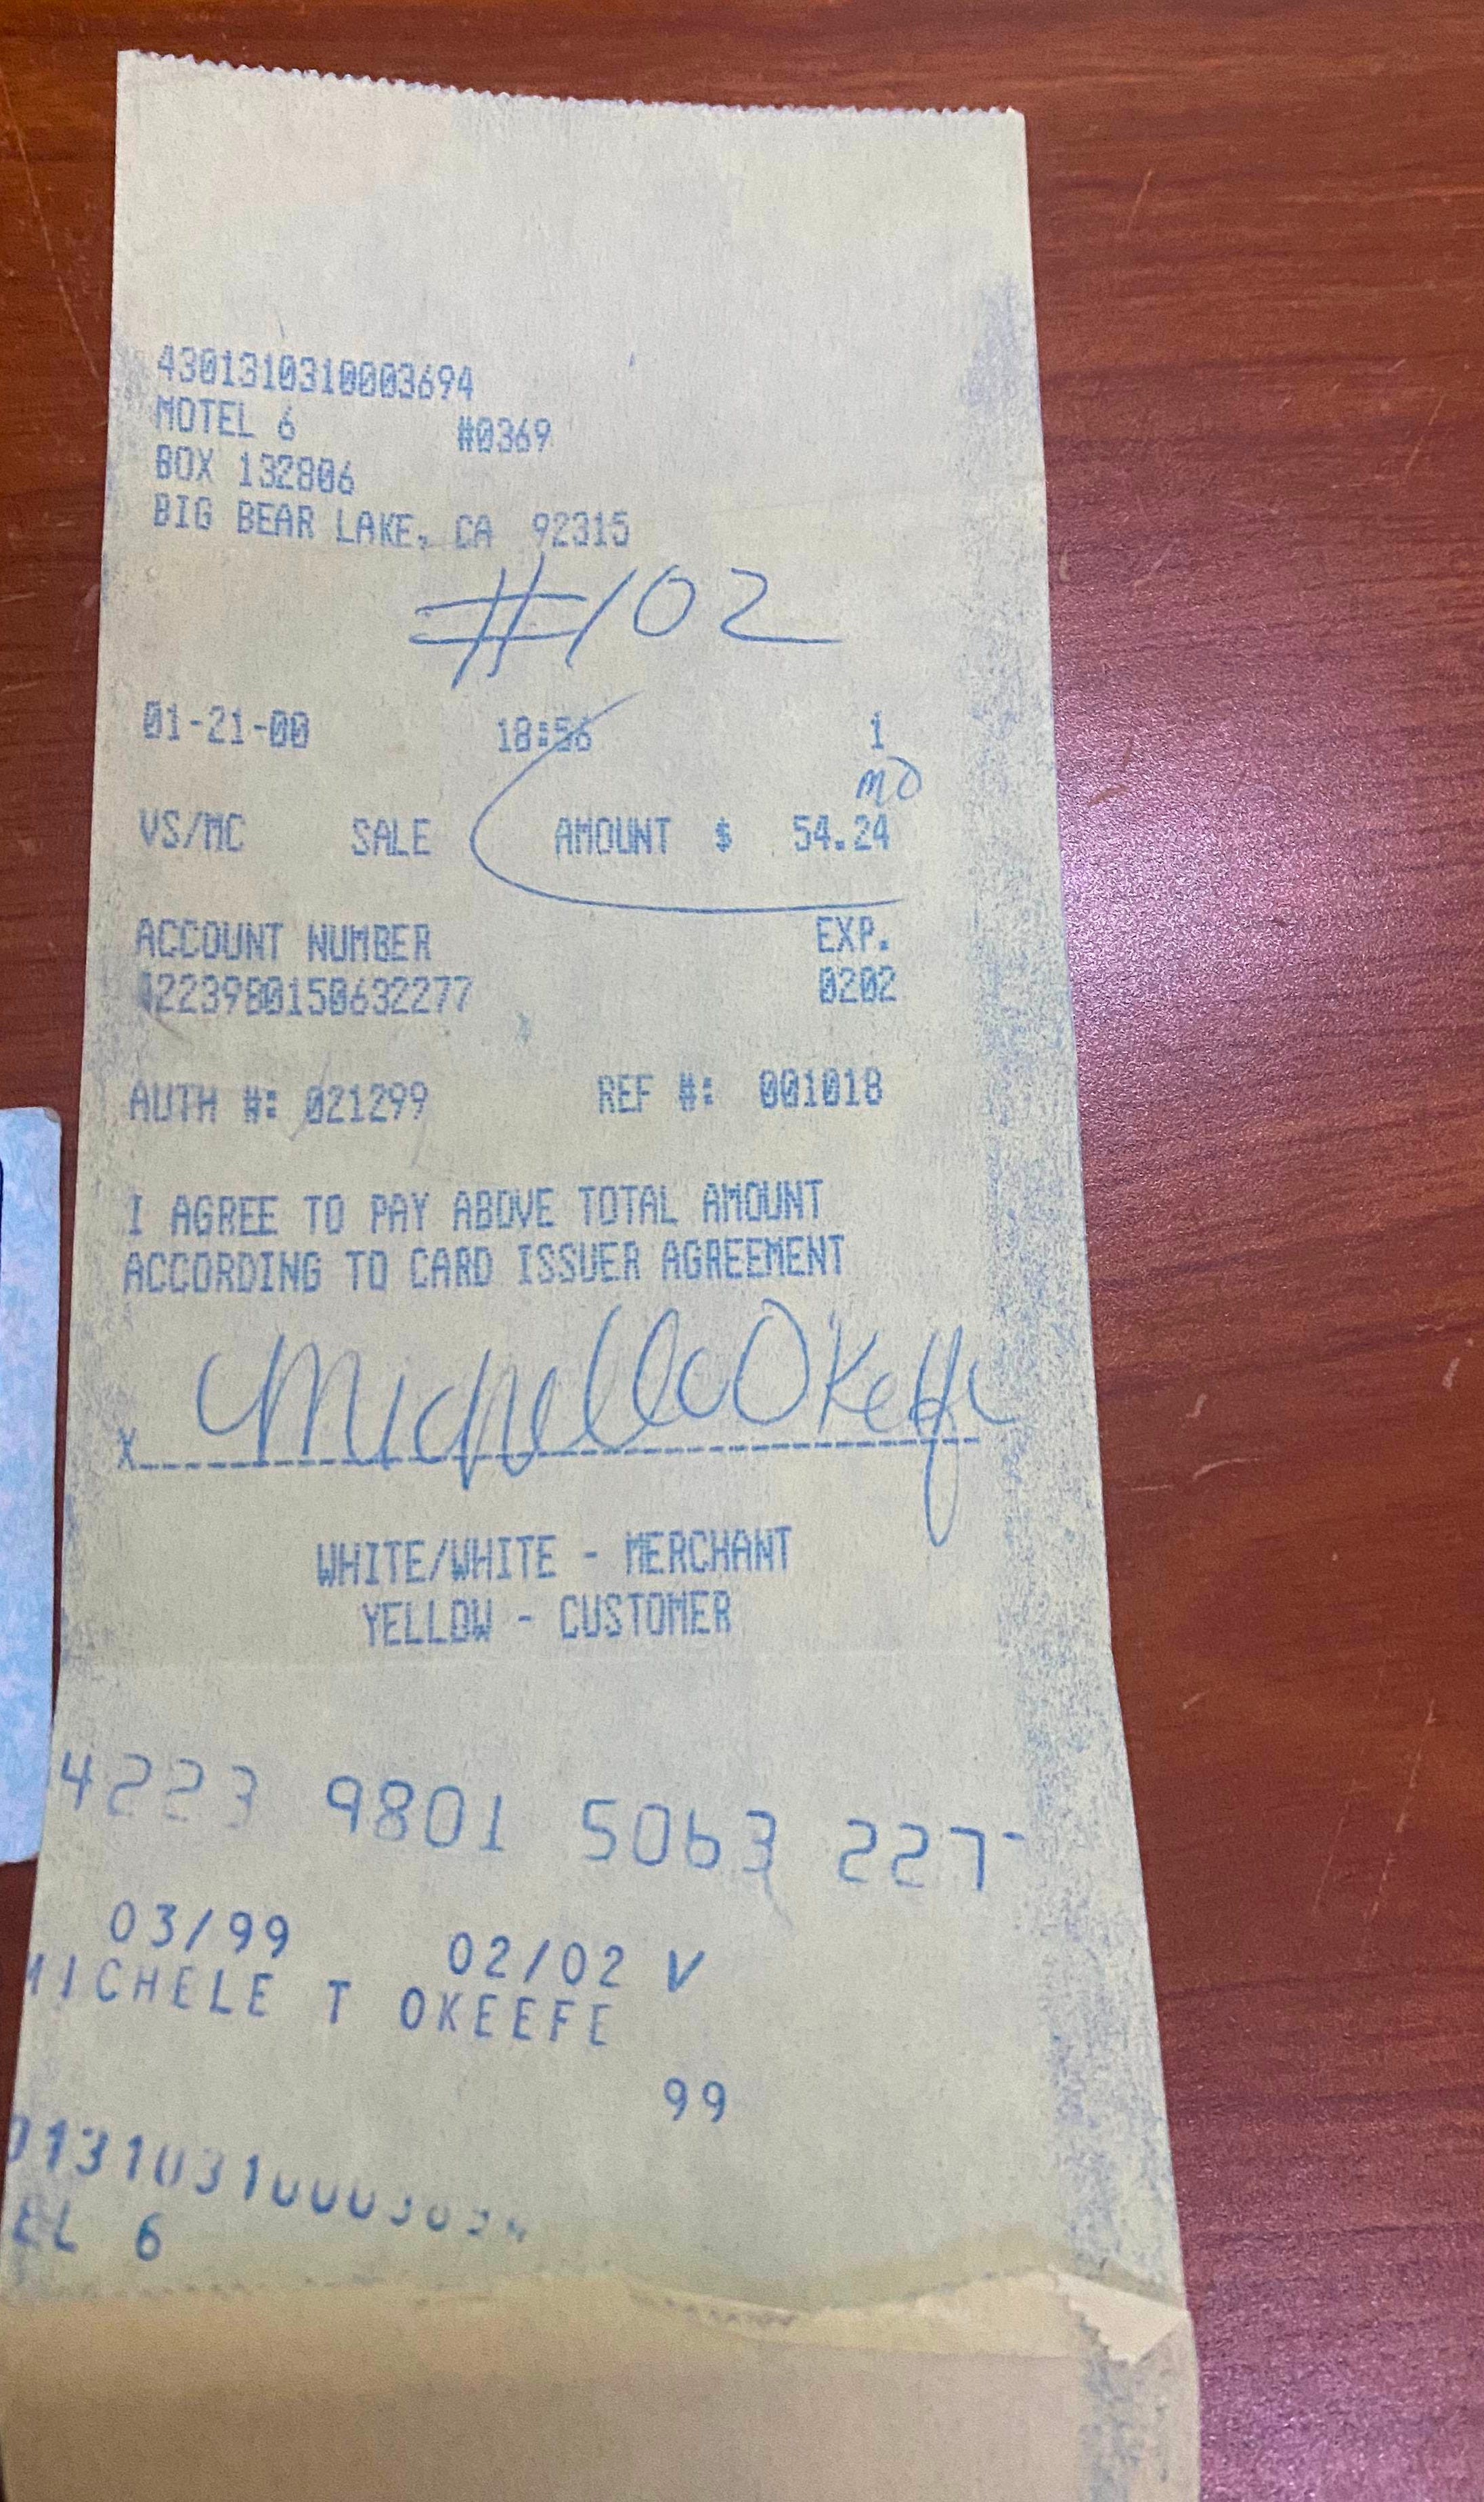 4301310310003694
MOTEL 6 #0369
BOX 132806
BIG BEAR LAKE, CA 92315
#102
01-21-00 18:56 1
mo
VS/MC SALE AMOUNT $ 54.24
ACCOUNT NUMBER EXP.
4223980150632277 0202
AUTH #: 021299 REF #: 001018
I AGREE TO PAY ABOVE TOTAL AMOUNT
ACCORDING TO CARD ISSUER AGREEMENT
Michelle OKeefe
X
WHITE/WHITE - MERCHANT
YELLOW - CUSTOMER
4223 9801 5063 227
03/99 02/02 V
MICHELE T OKEEFE
99
EL 6